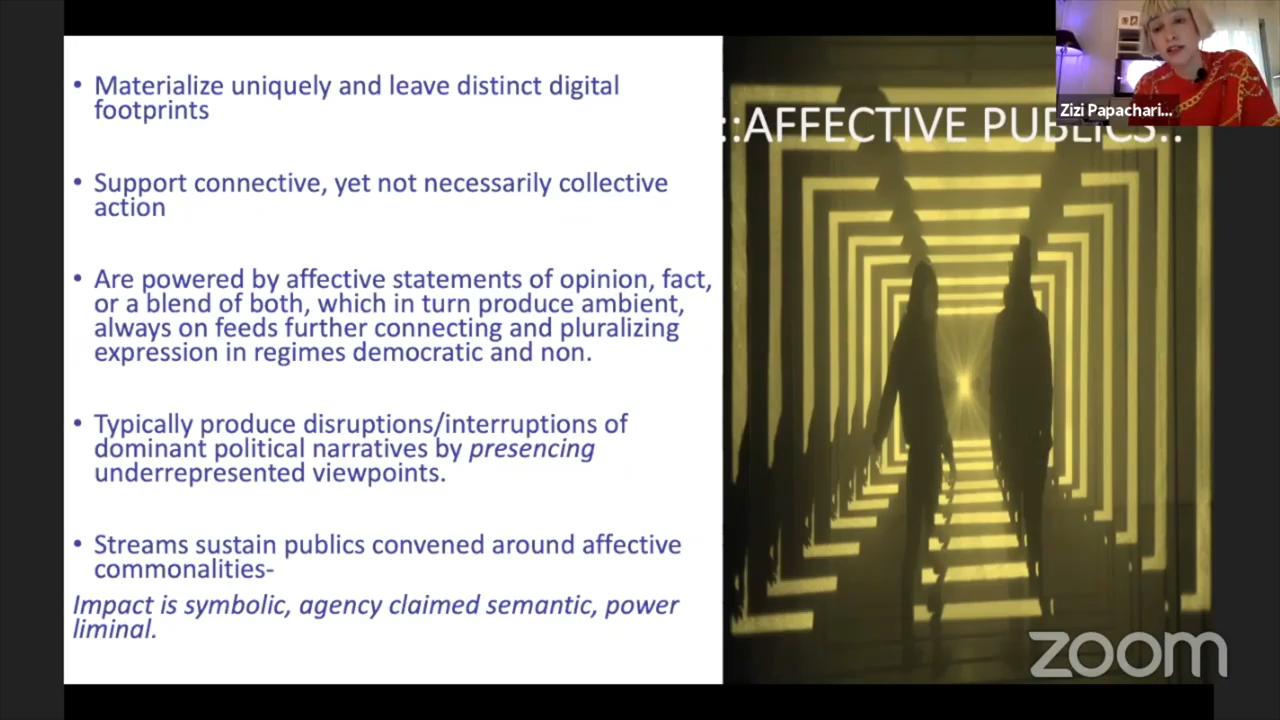 • Materialize uniquely and leave distinct digital
footprints
• Support connective, yet not necessarily collective
action
• Are powered by affective statements of opinion, fact,
or a blend of both, which in turn produce ambient,
always on feeds further connecting and pluralizing
expression in regimes democratic and non.
• Typically produce disruptions/interruptions of
dominant political narratives by presencing
underrepresented viewpoints.
• Streams sustain publics convened around affective
commonalities-
Impact is symbolic, agency claimed semantic, power
liminal.
::AFFECTIVE PUBLICS..
Zizi Papachari...
zoom